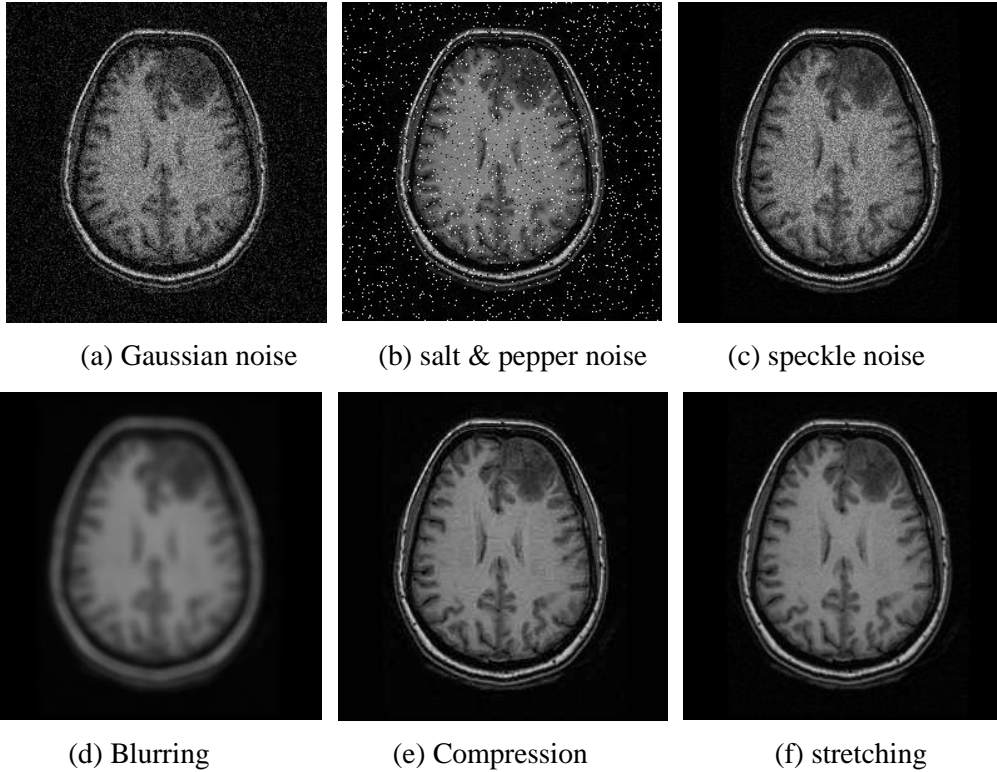 (a) Gaussian noise
(b) salt & pepper noise
(c) speckle noise
(d) Blurring
(e) Compression
(f) stretching